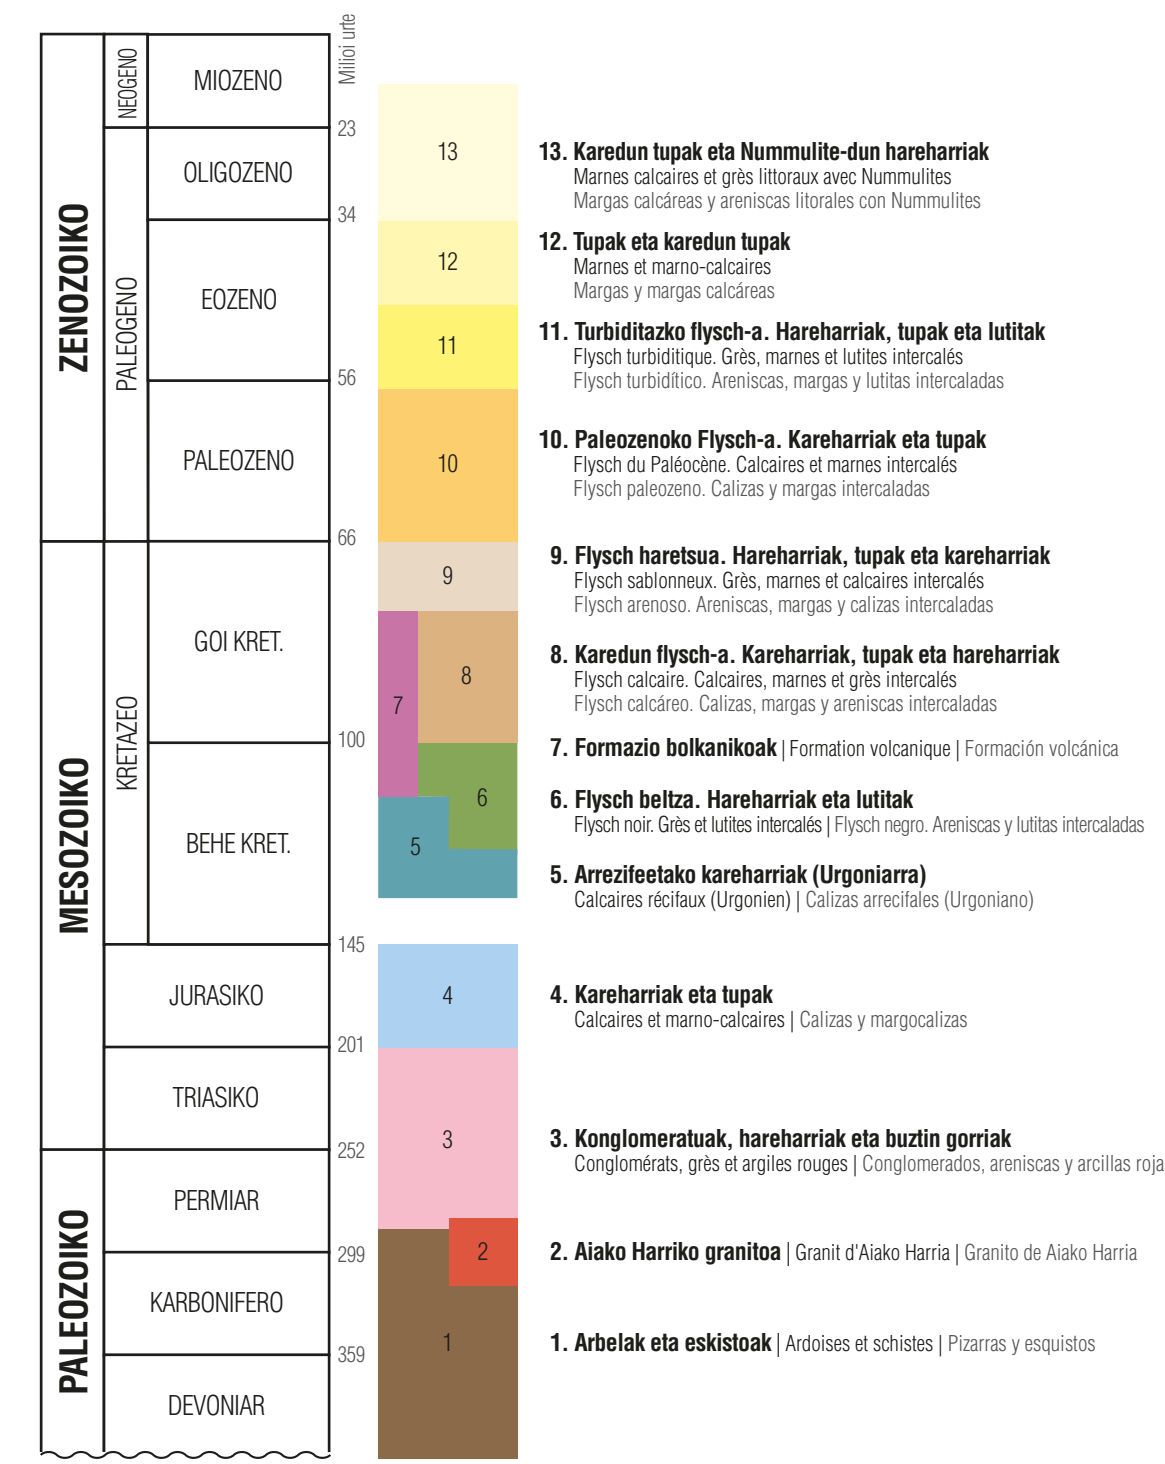 Milioi urte
ZENOZOIKO
NEOGENO
MIOZENO
23
PALEOGENO
OLIGOZENO
34
EOZENO
56
PALEOZENO
66
MESOZOIKO
KRETAZEO
GOI KRET.
100
BEHE KRET.
145
JURASIKO
201
TRIASIKO
252
PALEOZOIKO
PERMIAR
299
KARBONIFERO
359
DEVONIAR
13
12
11
10
9
8
7
6
5
4
3
2
1
13. Karedun tupak eta Nummulite-dun hareharriak
Marnes calcaires et grès littoraux avec Nummulites
Margas calcáreas y areniscas litorales con Nummulites
12. Tupak eta karedun tupak
Marnes et marno-calcaires
Margas y margas calcáreas
11. Turbiditazko flysch-a. Hareharriak, tupak eta lutitak
Flysch turbiditique. Grès, marnes et lutites intercalés
Flysch turbidítico. Areniscas, margas y lutitas intercaladas
10. Paleozenoko Flysch-a. Kareharriak eta tupak
Flysch du Paléocène. Calcaires et marnes intercalés
Flysch paleozeno. Calizas y margas intercaladas
9. Flysch haretsua. Hareharriak, tupak eta kareharriak
Flysch sablonneux. Grès, marnes et calcaires intercalés
Flysch arenoso. Areniscas, margas y calizas intercaladas
8. Karedun flysch-a. Kareharriak, tupak eta hareharriak
Flysch calcaire. Calcaires, marnes et grès intercalés
Flysch calcáreo. Calizas, margas y areniscas intercaladas
7. Formazio bolkanikoak | Formation volcanique | Formación volcánica
6. Flysch beltza. Hareharriak eta lutitak
Flysch noir. Grès et lutites intercalés | Flysch negro. Areniscas y lutitas intercaladas
5. Arrezifeetako kareharriak (Urgoniarra)
Calcaires récifaux (Urgonien) | Calizas arrecifales (Urgoniano)
4. Kareharriak eta tupak
Calcaires et marno-calcaires | Calizas y margocalizas
3. Konglomeratuak, hareharriak eta buztin gorriak
Conglomérats, grès et argiles rouges | Conglomerados, areniscas y arcillas roja
2. Aiako Harriko granitoa | Granit d'Aiako Harria | Granito de Aiako Harria
1. Arbelak eta eskistoak | Ardoises et schistes | Pizarras y esquistos